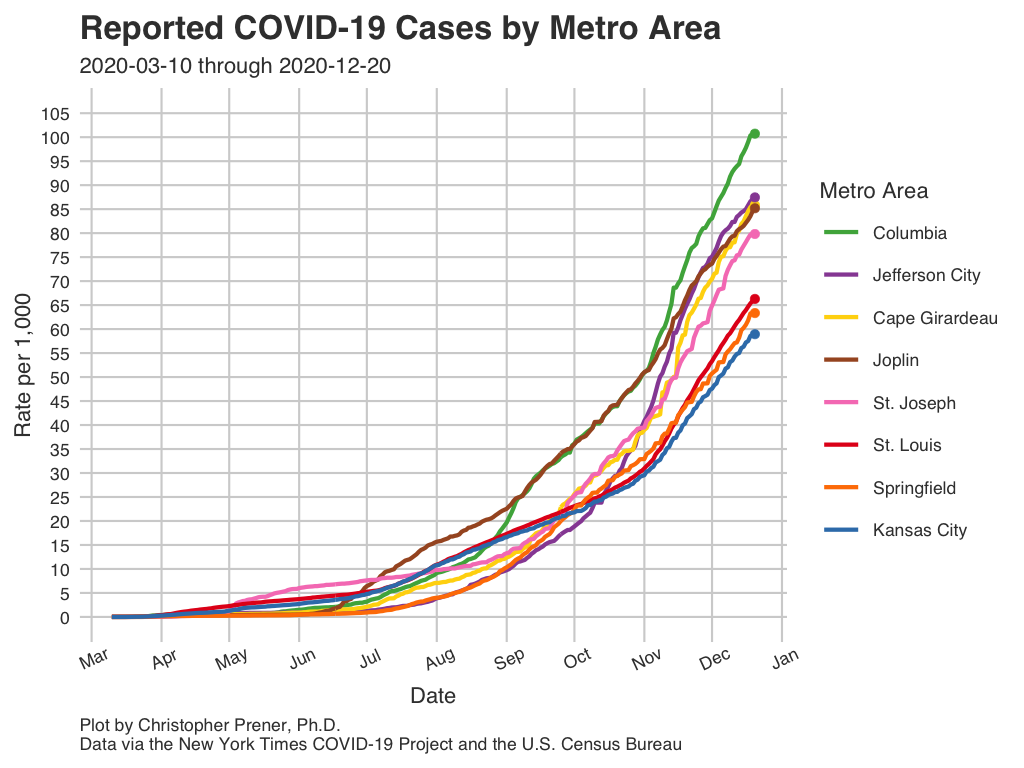 Reported COVID-19 Cases by Metro Area
2020-03-10 through 2020-12-20
Rate per 1,000
105
100
95
90
85
80
75
70
65
60
55
50
45
40
35
30
25
20
15
10
5
0
Mar
Apr
May
Jun
Jul
Aug
Sep
Oct
Nov
Dec
Jan
Date
Metro Area
Columbia
Jefferson City
Cape Girardeau
Joplin
St. Joseph
St. Louis
Springfield
Kansas City
Plot by Christopher Prener, Ph.D.
Data via the New York Times COVID-19 Project and the U.S. Census Bureau